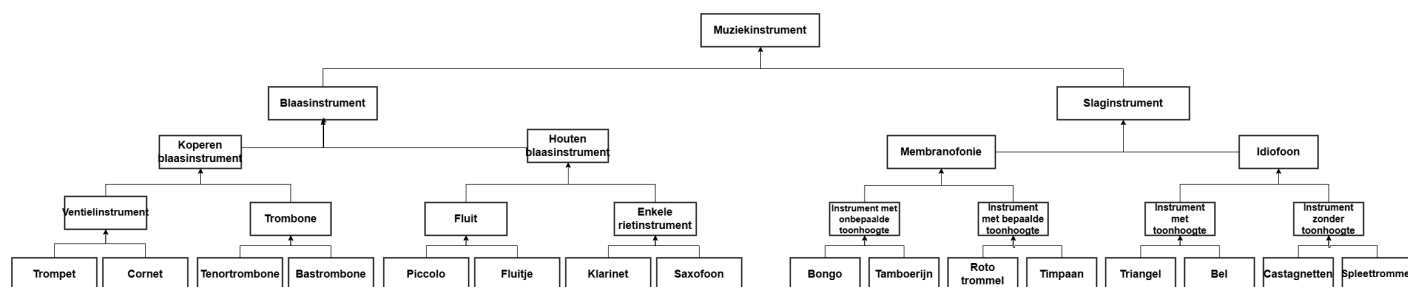 Muziekinstrument
Blaasinstrument
Slaginstrument
Koperen
blaasinstrument
Houten
blaasinstrument
Membranofonie
Idiofoon
Ventielinstrument
Trombone
Fluit
Enkele
rietinstrument
Instrument met
onbepaalde
toonhoogte
Instrument
met bepaalde
toonhoogte
Instrument
met
toonhoogte
Instrument
zonder
toonhoogte
Trompet
Cornet
Tenortrombone
Bastrombone
Piccolo
Fluitje
Klarinet
Saxofoon
Bongo
Tamboerijn
Roto
trommel
Timpaan
Triangel
Bel
Castagnetten
Spleettromme